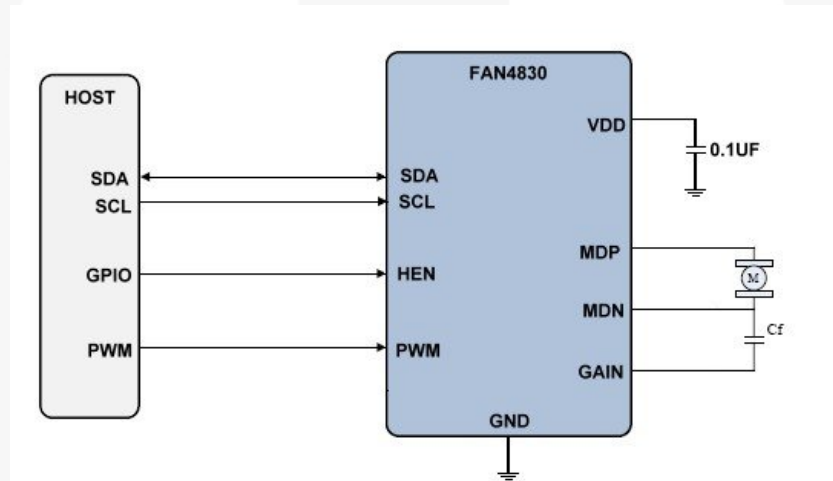 HOST
SDA
SCL
GPIO
PWM
FAN4830
SDA
SCL
HEN
PWM
VDD
MDP
MDN
GAIN
GND
0.1UF
M
Cf